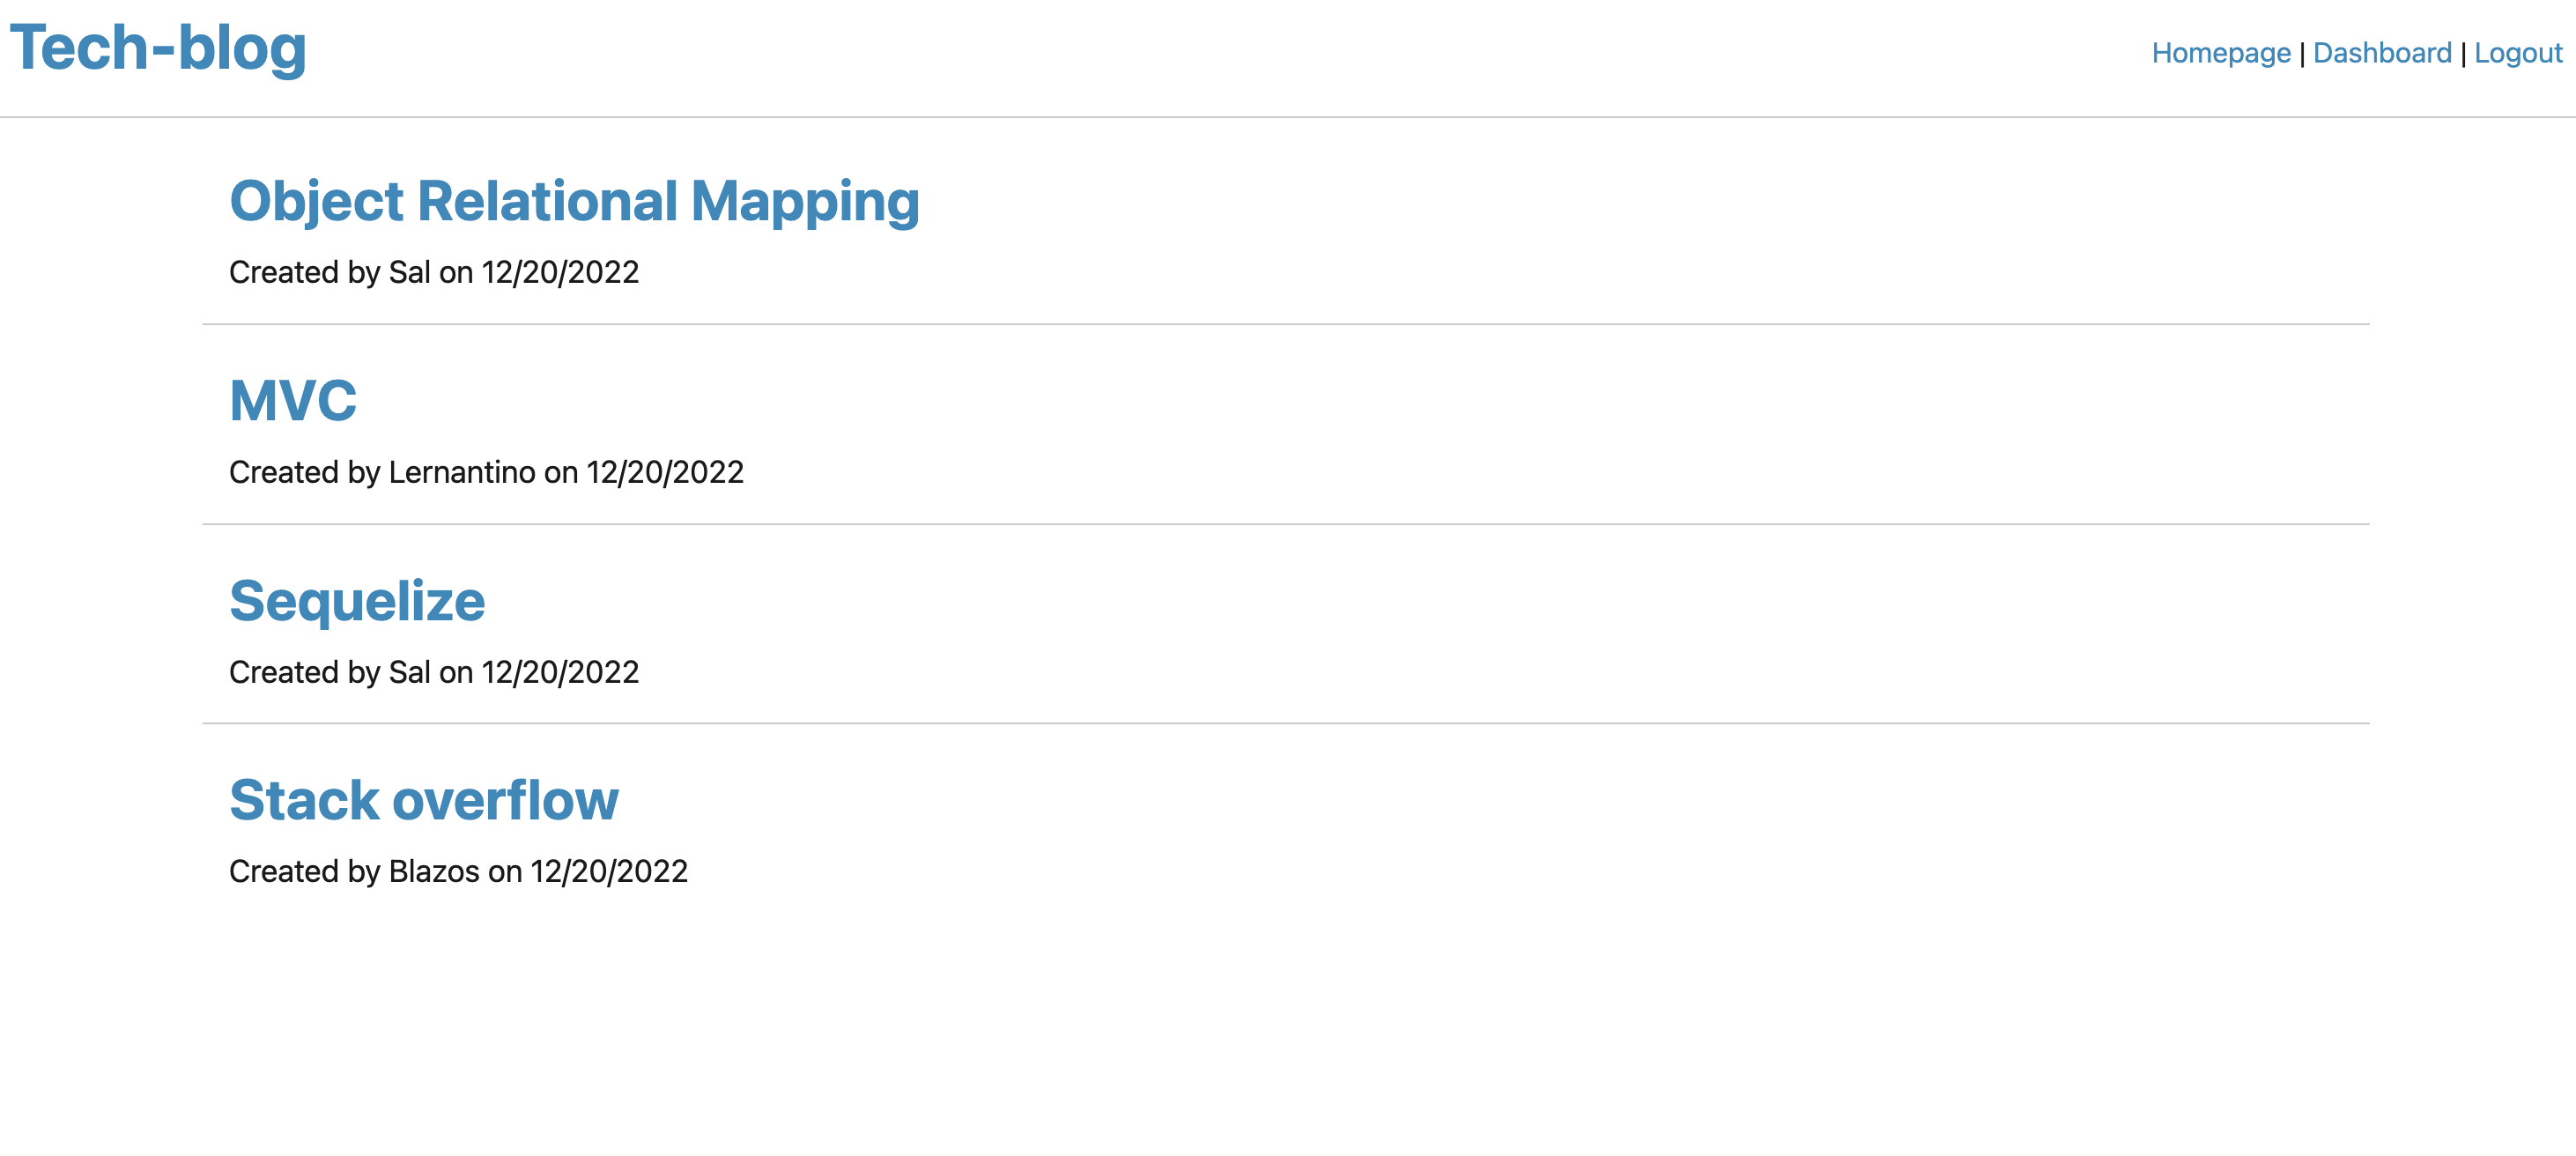 Tech-blog
Homepage | Dashboard | Logout
Object Relational Mapping
Created by Sal on 12/20/2022
MVC
Created by Lernantino on 12/20/2022
Sequelize
Created by Sal on 12/20/2022
Stack overflow
Created by Blazos on 12/20/2022